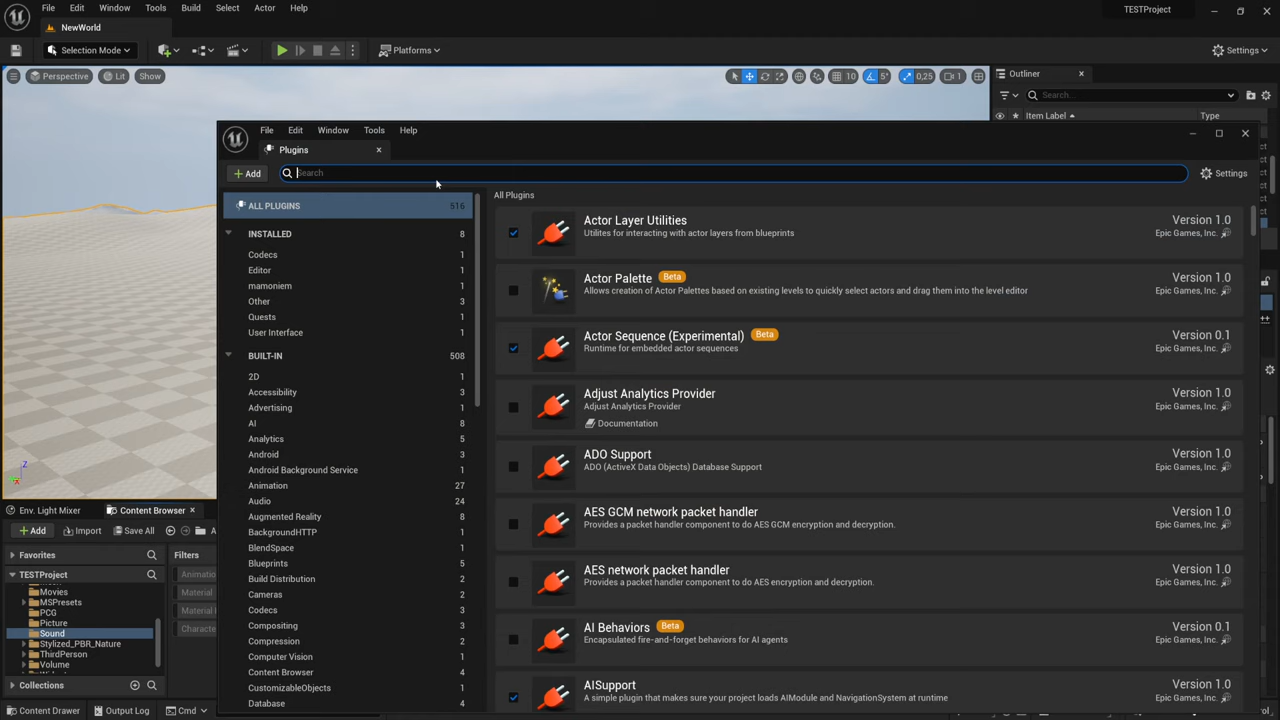 File Edit Window Tools Build Select Actor Help
TESTProject
NewWorld
Selection Mode
Platforms
Settings
Perspective Lit Show
10 5° 0,25 1
Outliner
Search...
Item Label Type
File Edit Window Tools Help
Plugins
+ Add
Search
Settings
ALL PLUGINS 516
INSTALLED 8
Codecs 1
Editor 1
mamoniem 1
Other 3
Quests 1
User Interface 1
BUILT-IN 508
2D 1
Accessibility 3
Advertising 1
AI 8
Analytics 5
Android 3
Android Background Service 1
Animation 27
Audio 24
Augmented Reality 8
BackgroundHTTP 1
BlendSpace 1
Blueprints 5
Build Distribution 2
Cameras 2
Codecs 3
Compositing 3
Compression 2
Computer Vision 1
Content Browser 4
CustomizableObjects 1
Database 4
All Plugins
Actor Layer Utilities Version 1.0
Utilites for interacting with actor layers from blueprints Epic Games, Inc.
Actor Palette Beta Version 1.0
Allows creation of Actor Palettes based on existing levels to quickly select actors and drag them into the level editor Epic Games, Inc.
Actor Sequence (Experimental) Beta Version 0.1
Runtime for embedded actor sequences Epic Games, Inc.
Adjust Analytics Provider Version 1.0
Adjust Analytics Provider Epic Games, Inc.
Documentation
ADO Support Version 1.0
ADO (ActiveX Data Objects) Database Support Epic Games, Inc.
AES GCM network packet handler Version 1.0
Provides a packet handler component to do AES GCM encryption and decryption. Epic Games, Inc.
AES network packet handler Version 1.0
Provides a packet handler component to do AES encryption and decryption. Epic Games, Inc.
AI Behaviors Beta Version 0.1
Encapsulated fire-and-forget behaviors for AI agents Epic Games, Inc.
AISupport Version 1.0
A simple plugin that makes sure your project loads AIModule and NavigationSystem at runtime Epic Games, Inc.
Z
Env. Light Mixer Content Browser
+ Add Import Save All
Favorites
Filters
TESTProject
Movies
MSPresets
PCG
Picture
Sound
Stylized_PBR_Nature
ThirdPerson
Volume
Animatio
Material
Material
Characte
Collections
Content Drawer Output Log Cmd